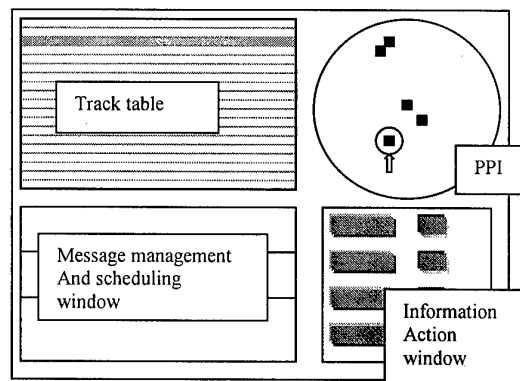 Track table
PPI
Message management
And scheduling
window
Information
Action
window